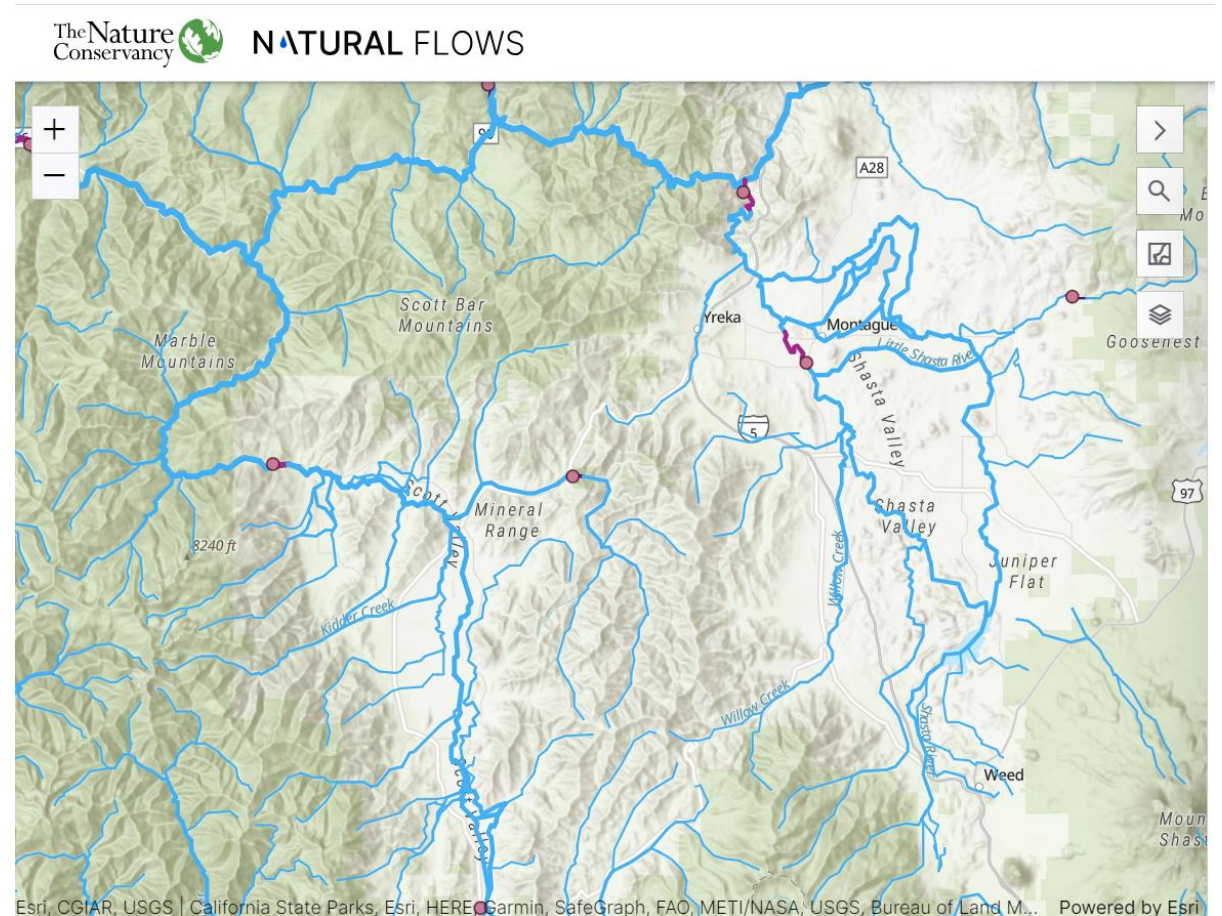 The Nature
Conservancy
NATURAL FLOWS
+
−
A28
Mo
Scott Bar
Mountains
Yreka
Montague
Marble
Mountains
Little Shasta River
Goosenest
Shasta Valley
5
Scott Valley
97
Mineral
Range
Shasta
Valley
8240 ft
Willow Creek
Juniper
Flat
Kidder Creek
Willow Creek
Shasta River
Weed
Scott Valley
Moun
Shas
Esri, CGIAR, USGS | California State Parks, Esri, HERE, Garmin, SafeGraph, FAO, METI/NASA, USGS, Bureau of Land M... Powered by Esri